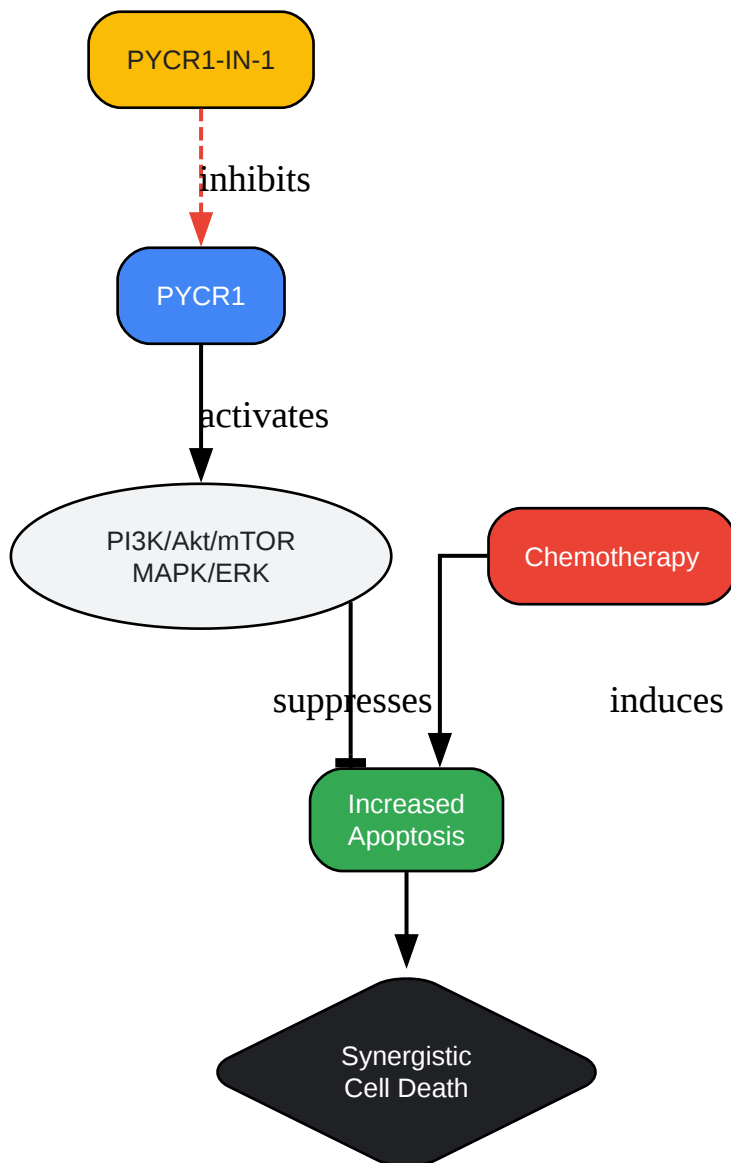 PYCR1-IN-1
inhibits
PYCR1
activates
PI3K/Akt/mTOR
MAPK/ERK
Chemotherapy
suppresses
induces
Increased
Apoptosis
Synergistic
Cell Death